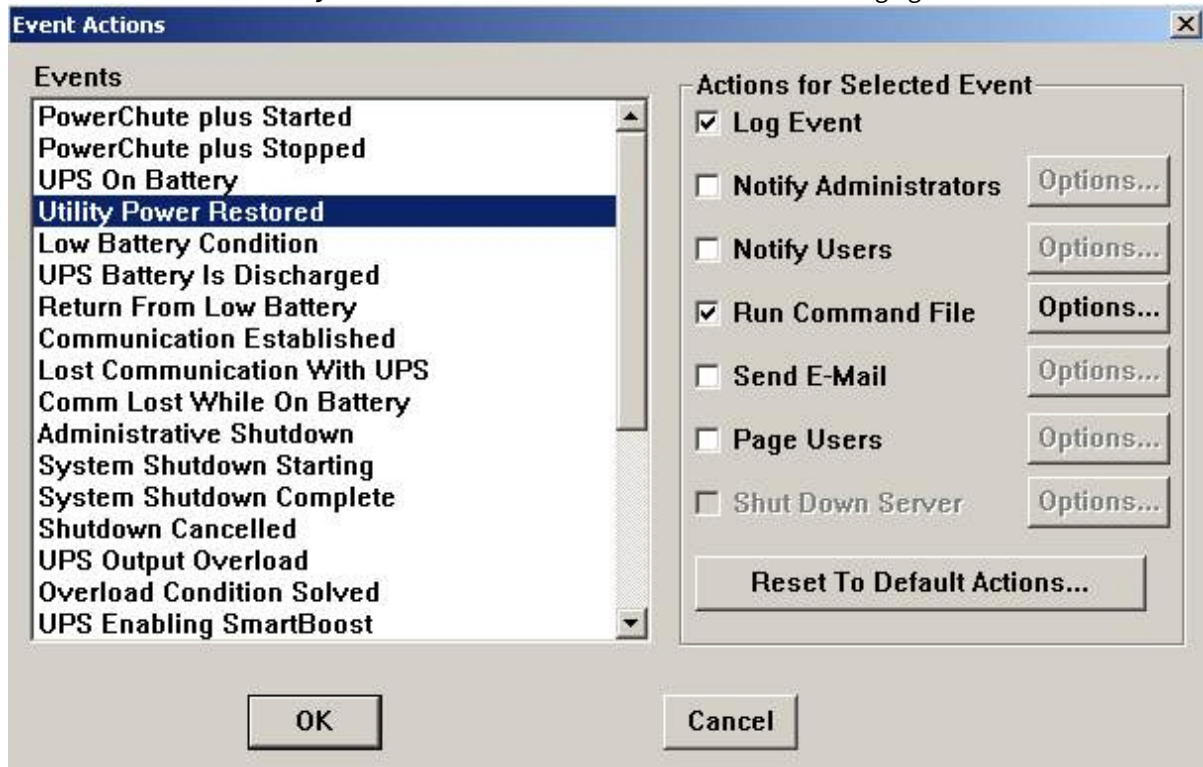 Event Actions
Events
PowerChute plus Started
PowerChute plus Stopped
UPS On Battery
Utility Power Restored
Low Battery Condition
UPS Battery Is Discharged
Return From Low Battery
Communication Established
Lost Communication With UPS
Comm Lost While On Battery
Administrative Shutdown
System Shutdown Starting
System Shutdown Complete
Shutdown Cancelled
UPS Output Overload
Overload Condition Solved
UPS Enabling SmartBoost
Actions for Selected Event
Log Event
Notify Administrators Options...
Notify Users Options...
Run Command File Options...
Send E-Mail Options...
Page Users Options...
Shut Down Server Options...
Reset To Default Actions...
OK Cancel